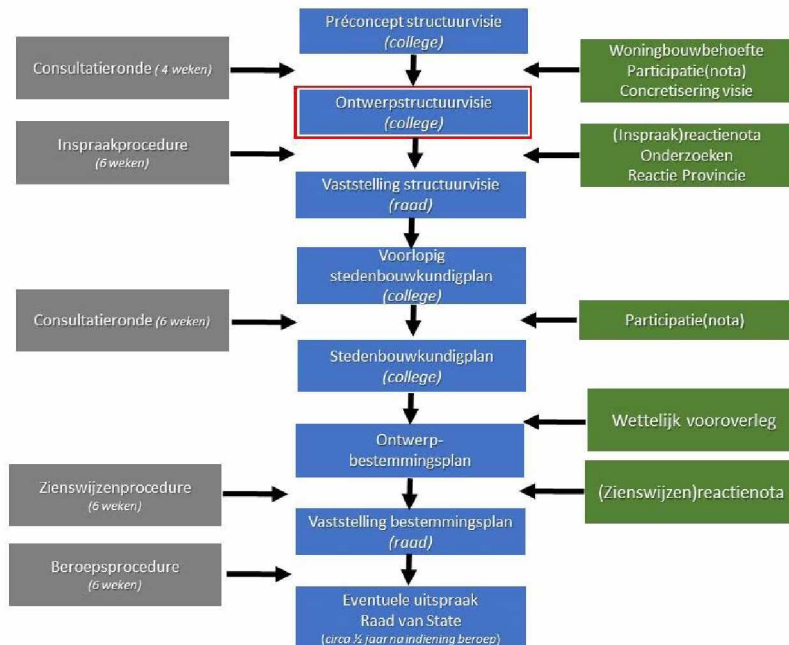 Préconcept structuurvisie
(college)
Consultatieronde (4 weken)
Woningbouwbehoefte
Participatie(nota)
Concretisering visie
Ontwerpstructuurvisie
(college)
Inspraakprocedure
(6 weken)
(Inspraak)reactienota
Onderzoeken
Reactie Provincie
Vaststelling structuurvisie
(raad)
Voorlopig
stedenbouwkundigplan
(college)
Consultatieronde (6 weken)
Participatie(nota)
Stedenbouwkundigplan
(college)
Wettelijk vooroverleg
Ontwerp-
bestemmingsplan
Zienswijzenprocedure
(6 weken)
(Zienswijzen)reactienota
Vaststelling bestemmingsplan
(raad)
Beroepsprocedure
(6 weken)
Eventuele uitspraak
Raad van State
(circa ½ jaar na indiening beroep)